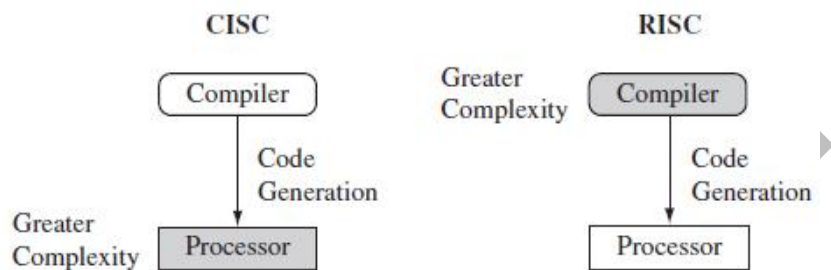 CISC
Compiler
Code
Generation
Greater
Complexity
Processor
RISC
Greater
Complexity
Compiler
Code
Generation
Processor